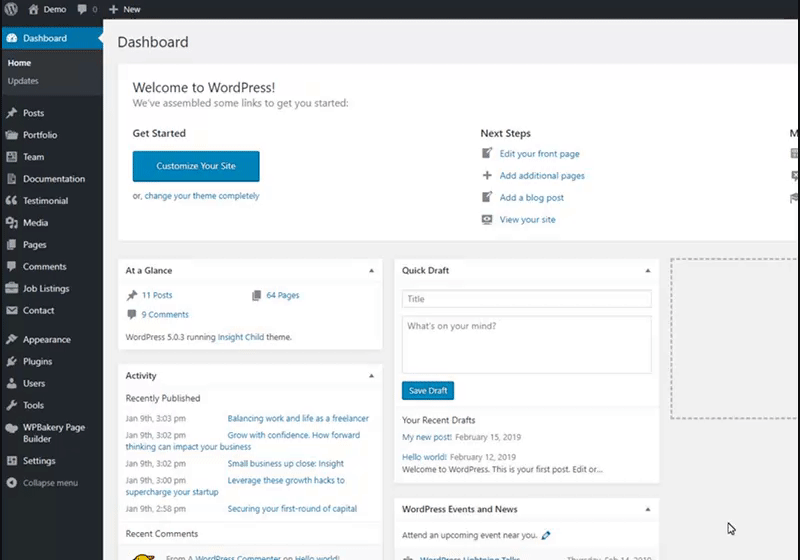 Demo 0 New
Dashboard
Home
Updates
Posts
Portfolio
Team
Documentation
Testimonial
Media
Pages
Comments
Job Listings
Contact
Appearance
Plugins
Users
Tools
WPBakery Page
Builder
Settings
Collapse menu
Dashboard
Welcome to WordPress!
We've assembled some links to get you started:
Get Started
Customize Your Site
or, change your theme completely
Next Steps
Edit your front page
Add additional pages
Add a blog post
View your site
At a Glance
11 Posts
64 Pages
9 Comments
WordPress 5.0.3 running Insight Child theme.
Activity
Recently Published
Jan 9th, 3:03 pm Balancing work and life as a freelancer
Jan 9th, 3:02 pm Grow with confidence. How forward
thinking can impact your business
Jan 9th, 3:02 pm Small business up close: Insight
Jan 9th, 3:00 pm Leverage these growth hacks to
supercharge your startup
Jan 9th, 2:58 pm Securing your first-round of capital
Recent Comments
From A WordPress Commenter on Hello world!
Quick Draft
Title
What's on your mind?
Save Draft
Your Recent Drafts
My new post! February 15, 2019
Hello world! February 12, 2019
Welcome to WordPress. This is your first post. Edit or...
WordPress Events and News
Attend an upcoming event near you.
WordPress Lightning Talks Thursday, Feb 14, 2019